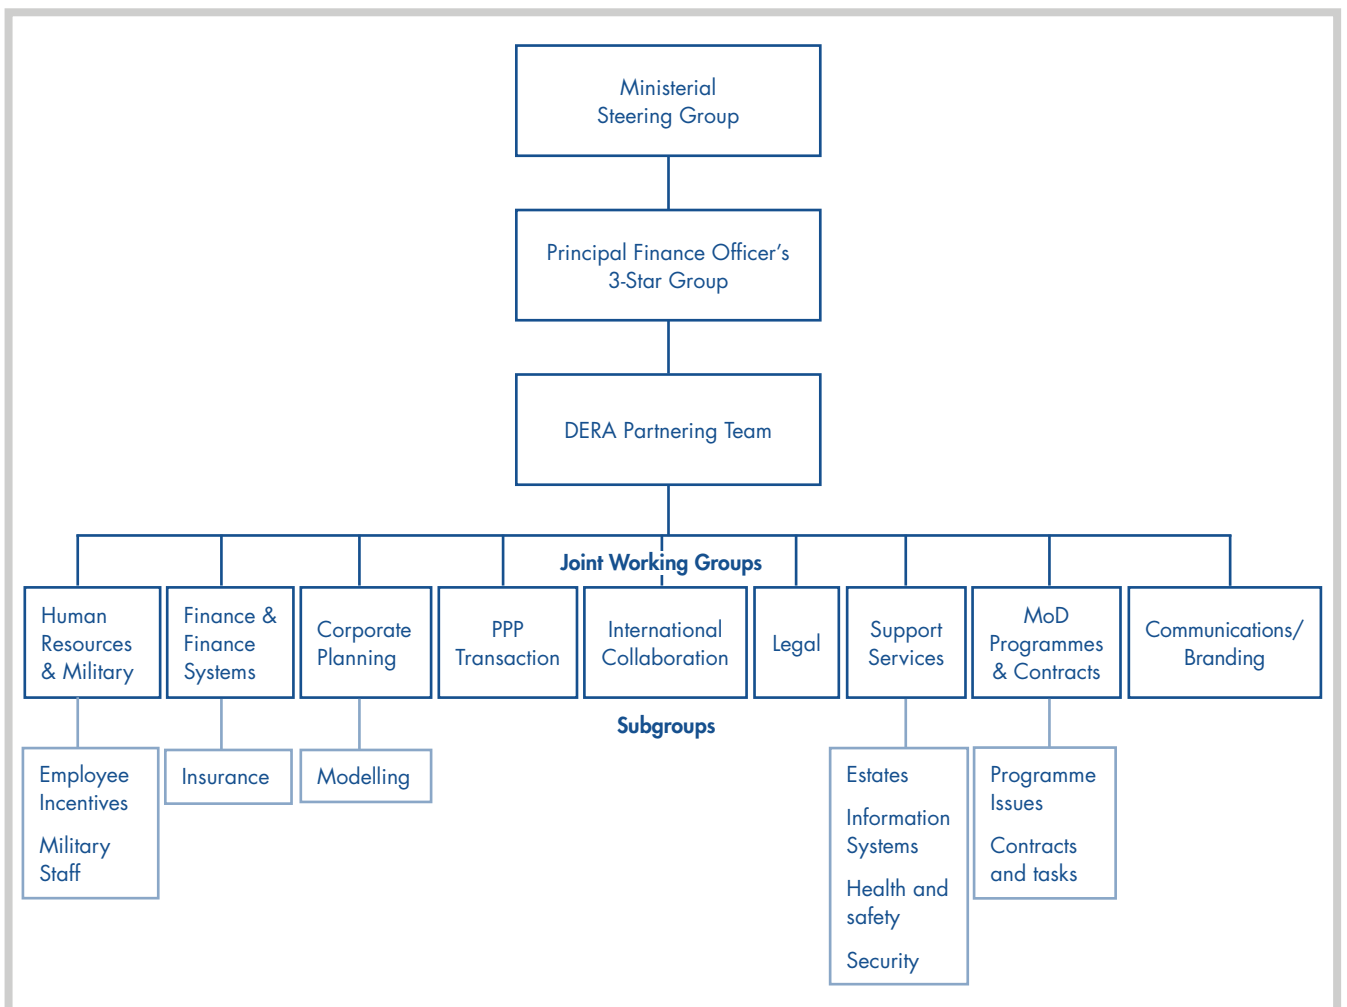 Ministerial
Steering Group
Principal Finance Officer’s
3-Star Group
DERA Partnering Team
Joint Working Groups
Human
Resources
& Military
Finance &
Finance
Systems
Corporate
Planning
PPP
Transaction
International
Collaboration
Legal
Support
Services
MoD
Programmes
& Contracts
Communications/
Branding
Subgroups
Employee
Incentives
Military
Staff
Insurance
Modelling
Estates
Information
Systems
Health and
safety
Security
Programme
Issues
Contracts
and tasks